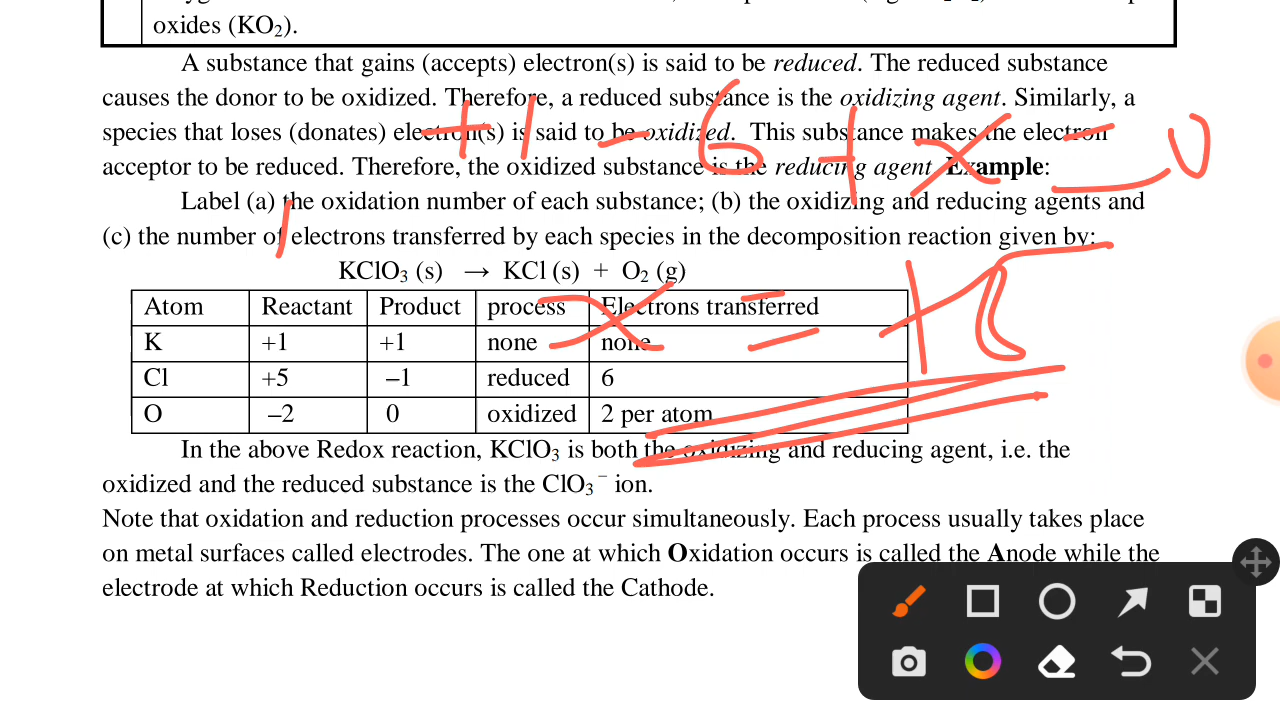 oxides (KO₂).
A substance that gains (accepts) electron(s) is said to be reduced. The reduced substance
causes the donor to be oxidized. Therefore, a reduced substance is the oxidizing agent. Similarly, a
species that loses (donates) electron(s) is said to be oxidized. This substance makes the electron
acceptor to be reduced. Therefore, the oxidized substance is the reducing agent. Example:
Label (a) the oxidation number of each substance; (b) the oxidizing and reducing agents and
(c) the number of electrons transferred by each species in the decomposition reaction given by:
KClO₃ (s) → KCl (s) + O₂ (g)
Atom Reactant Product process Electrons transferred
K +1 +1 none none
Cl +5 –1 reduced 6
O –2 0 oxidized 2 per atom
In the above Redox reaction, KClO₃ is both the oxidizing and reducing agent, i.e. the
oxidized and the reduced substance is the ClO₃⁻ ion.
Note that oxidation and reduction processes occur simultaneously. Each process usually takes place
on metal surfaces called electrodes. The one at which Oxidation occurs is called the Anode while the
electrode at which Reduction occurs is called the Cathode.
+1 – 6 + x = 0
x = +5